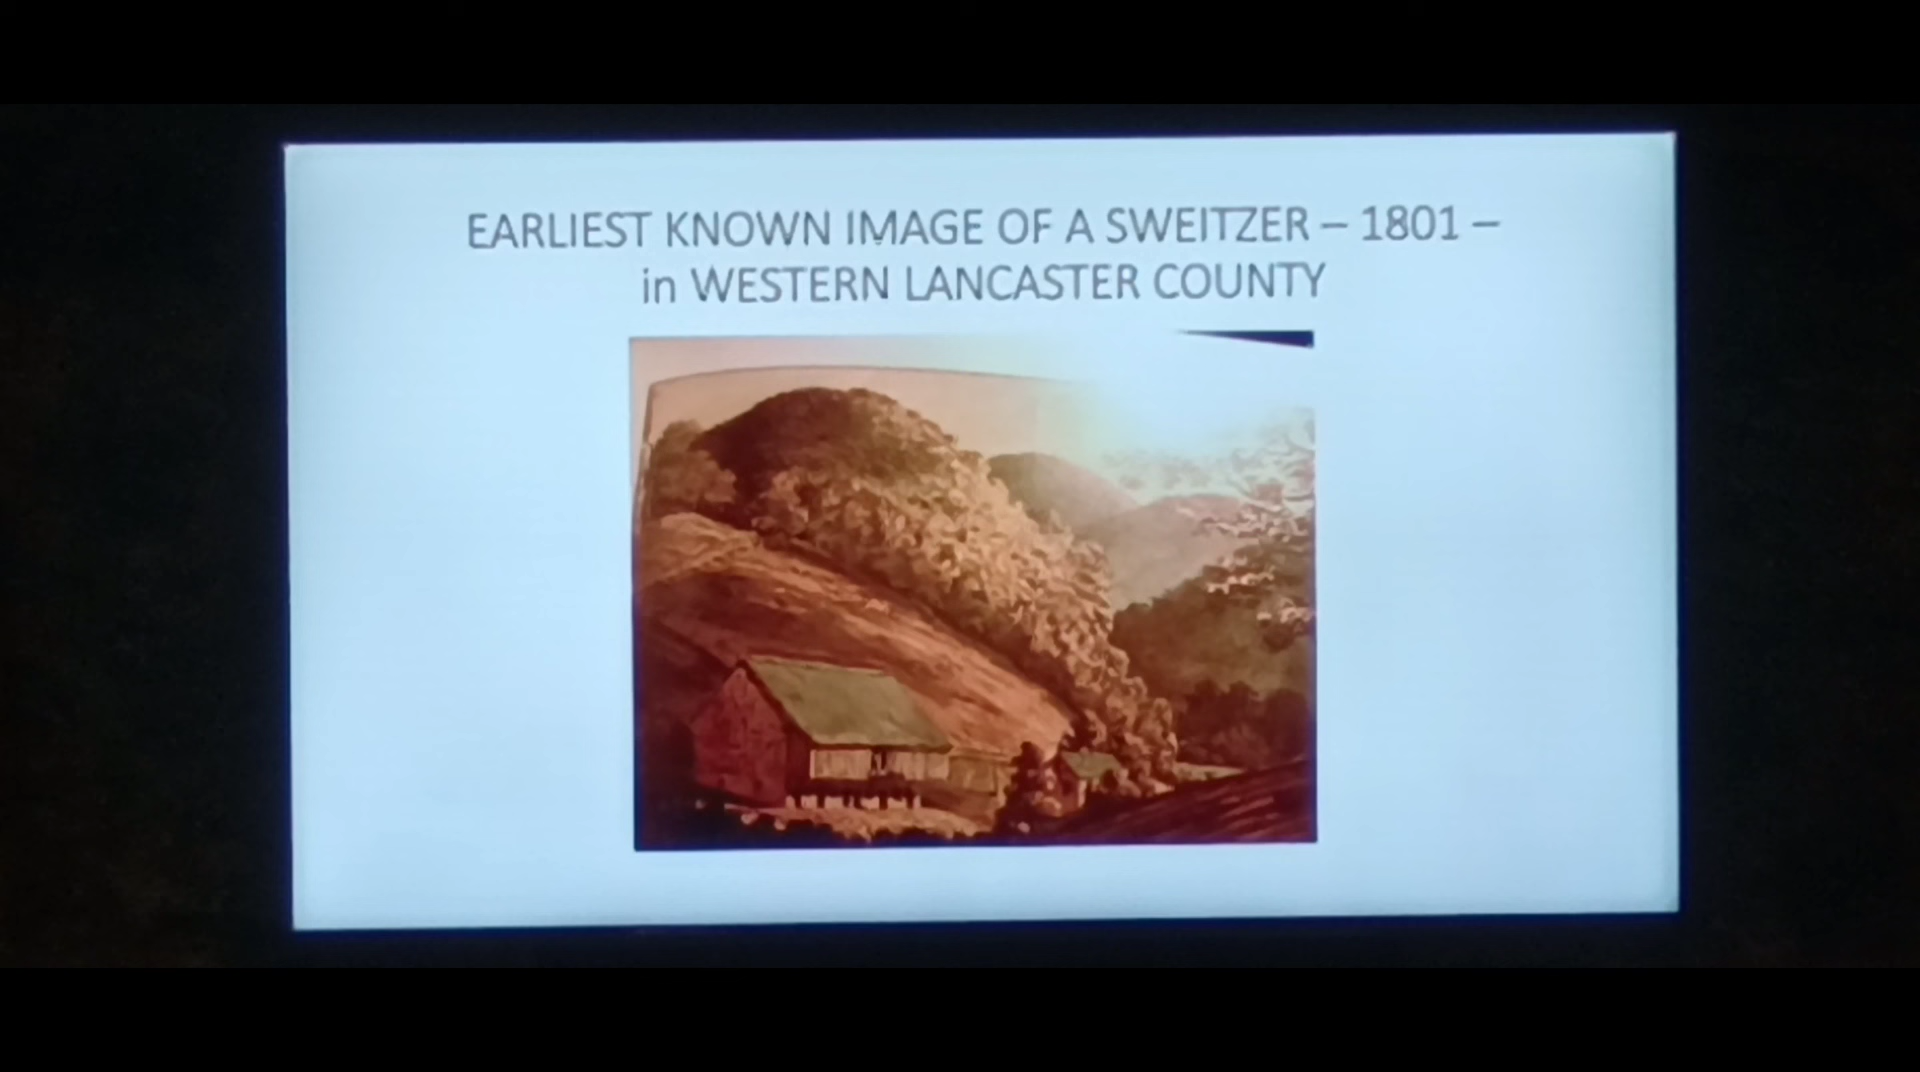 EARLIEST KNOWN IMAGE OF A SWEITZER – 1801 –
in WESTERN LANCASTER COUNTY